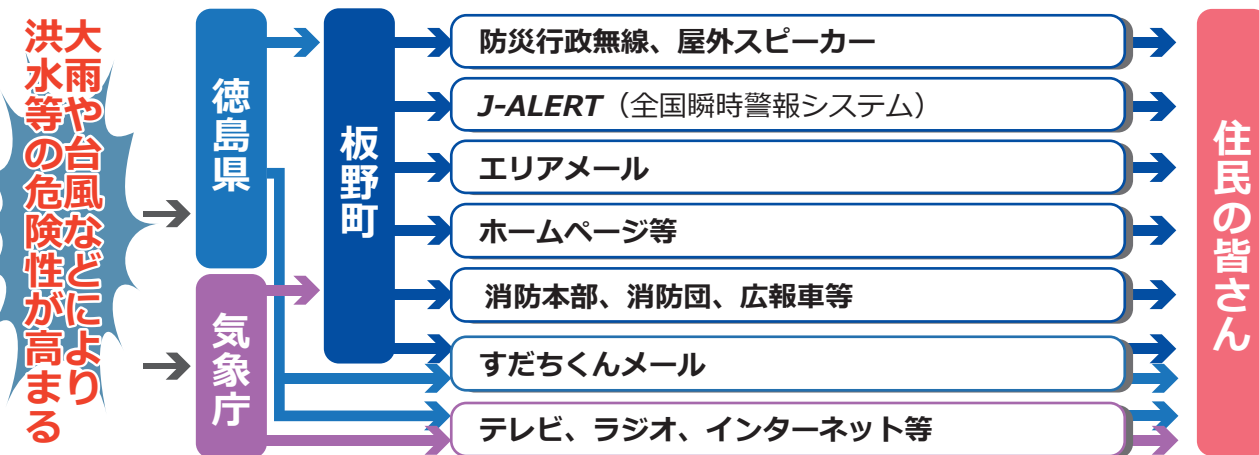 大雨や台風などにより
洪水等の危険性が高まる
徳島県
気象庁
板野町
防災行政無線、屋外スピーカー
J-ALERT（全国瞬時警報システム）
エリアメール
ホームページ等
消防本部、消防団、広報車等
すだちくんメール
テレビ、ラジオ、インターネット等
住民の皆さん